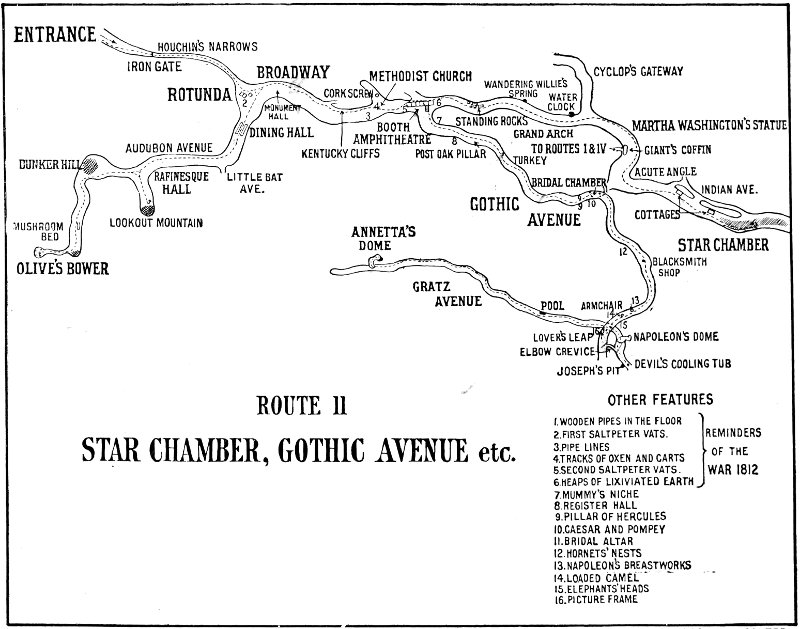 ENTRANCE
HOUCHIN'S NARROWS
IRON GATE
ROTUNDA
2
BROADWAY
MONUMENT
HALL
DINING HALL
CORKSCREW
METHODIST CHURCH
4
3
5
6
KENTUCKY CLIFFS
BOOTH
AMPHITHEATRE
7
8
POST OAK PILLAR
STANDING ROCKS
WANDERING WILLIE'S
SPRING
WATER
CLOCK
CYCLOP'S GATEWAY
GRAND ARCH
MARTHA WASHINGTON'S STATUE
TO ROUTES I & IV
GIANT'S COFFIN
TURKEY
ACUTE ANGLE
BRIDAL CHAMBER
INDIAN AVE.
COTTAGES
STAR CHAMBER
GOTHIC
AVENUE
9
9
10
12
BLACKSMITH
SHOP
AUDUBON AVENUE
BUNKER HILL
RAFINESQUE
HALL
LITTLE BAT
AVE.
LOOKOUT MOUNTAIN
MUSHROOM
BED
OLIVE'S BOWER
ANNETTA'S
DOME
GRATZ
AVENUE
POOL
ARMCHAIR
13
14
15
16
LOVER'S LEAP
NAPOLEON'S DOME
ELBOW CREVICE
JOSEPH'S PIT
DEVIL'S COOLING TUB
ROUTE II
STAR CHAMBER, GOTHIC AVENUE etc.
OTHER FEATURES
1. WOODEN PIPES IN THE FLOOR
2. FIRST SALTPETER VATS.
3. PIPE LINES
4. TRACKS OF OXEN AND CARTS
5. SECOND SALTPETER VATS.
6. HEAPS OF LIXIVIATED EARTH
REMINDERS
OF THE
WAR 1812
7. MUMMY'S NICHE
8. REGISTER HALL
9. PILLAR OF HERCULES
10. CAESAR AND POMPEY
11. BRIDAL ALTAR
12. HORNETS' NESTS
13. NAPOLEON'S BREASTWORKS
14. LOADED CAMEL
15. ELEPHANTS' HEADS
16. PICTURE FRAME